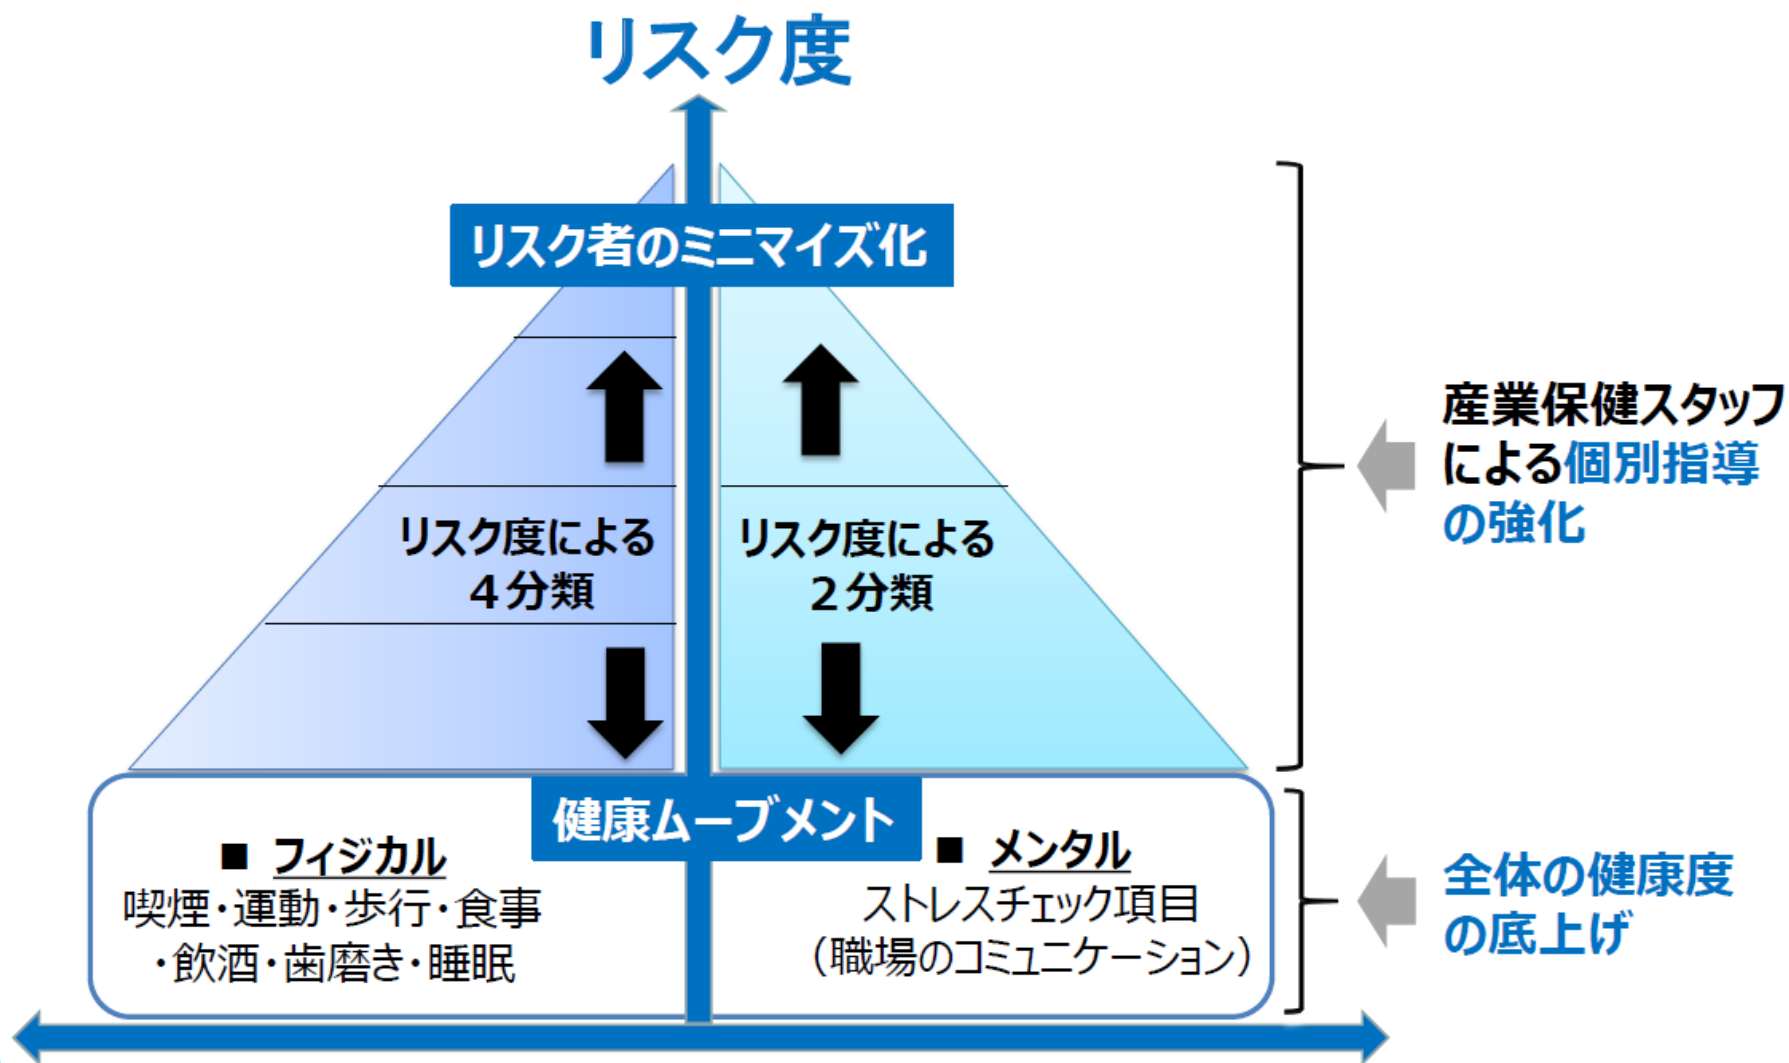 リスク度
リスク者のミニマイズ化
リスク度による
４分類
リスク度による
２分類
産業保健スタッフ
による個別指導
の強化
健康ムーブメント
■ フィジカル
喫煙・運動・歩行・食事
・飲酒・歯磨き・睡眠
■ メンタル
ストレスチェック項目
（職場のコミュニケーション）
全体の健康度
の底上げ